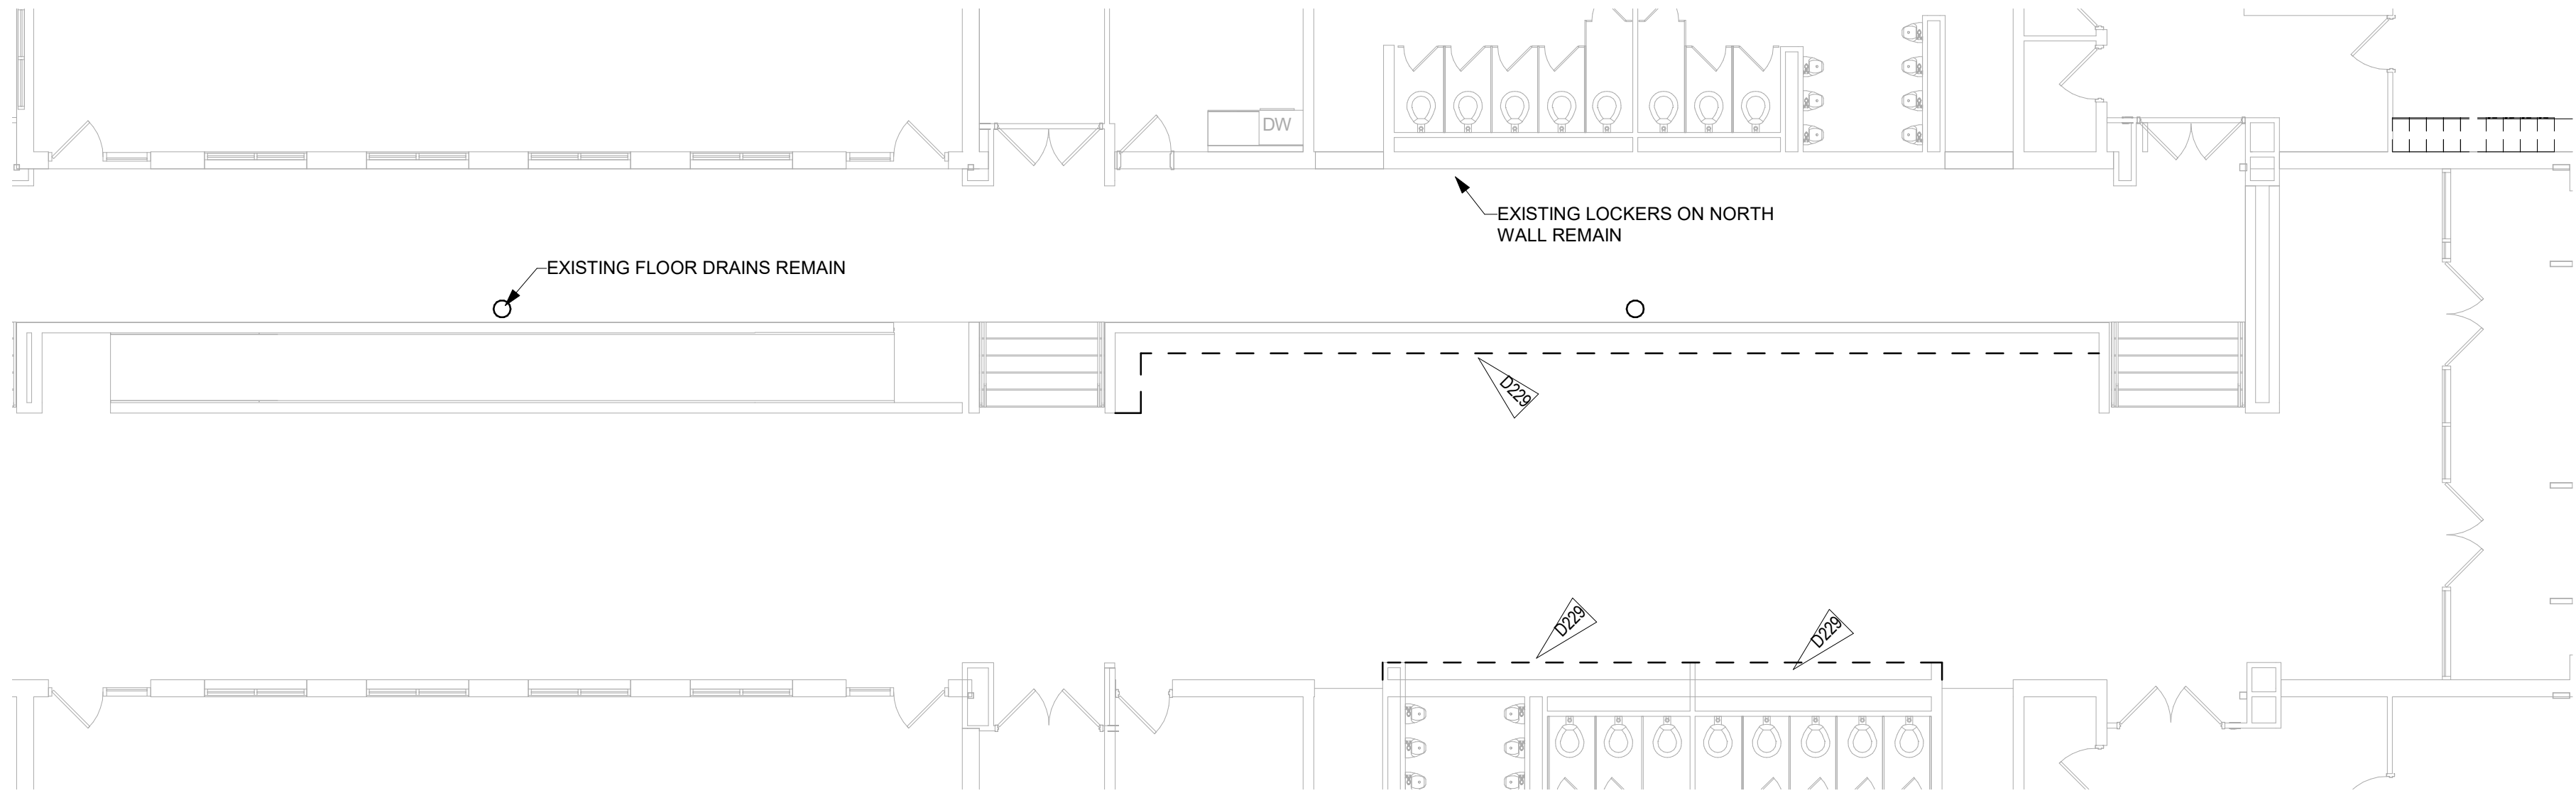 DW
EXISTING LOCKERS ON NORTH
WALL REMAIN
EXISTING FLOOR DRAINS REMAIN
D229
D229
D229